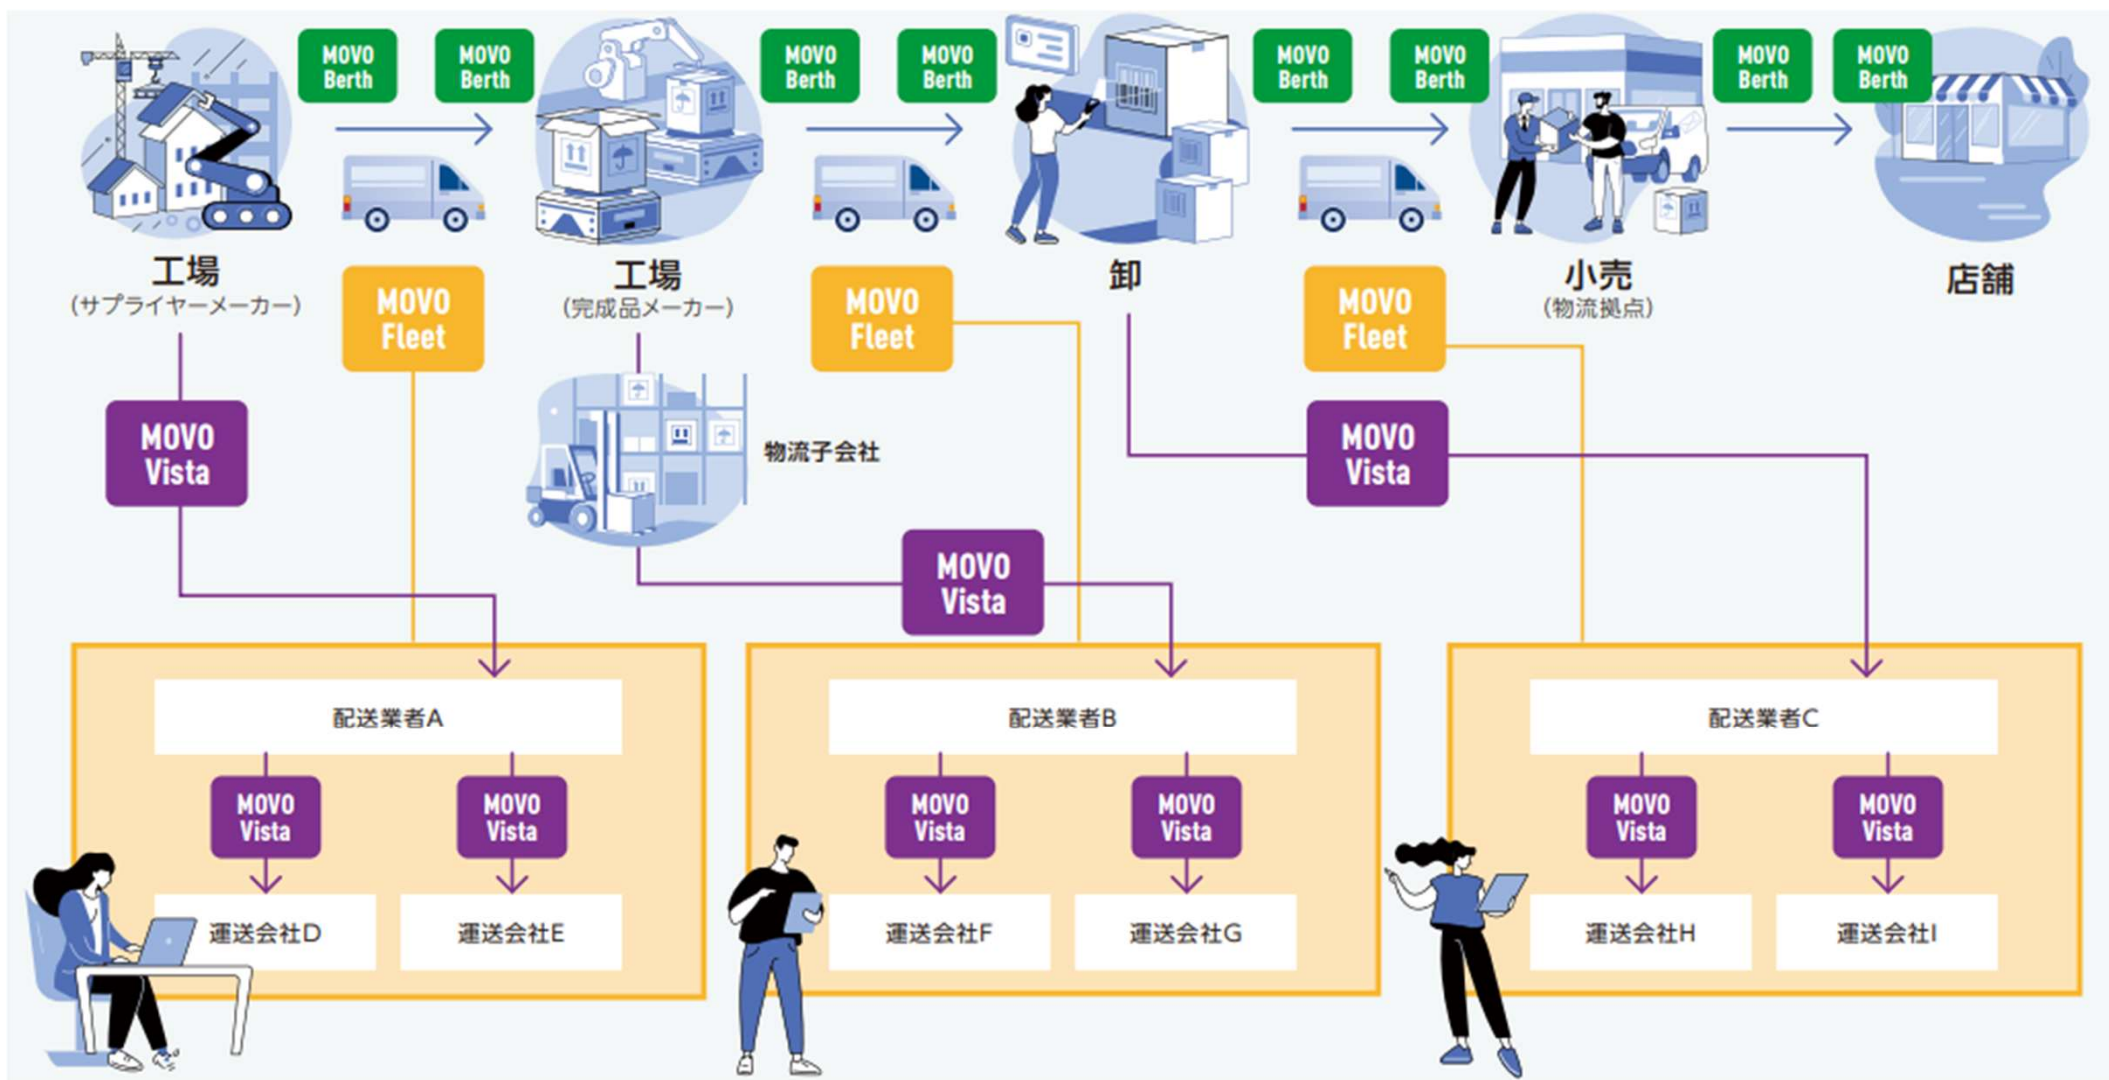 MOVO
Berth
MOVO
Berth
MOVO
Berth
MOVO
Berth
MOVO
Berth
MOVO
Berth
MOVO
Berth
MOVO
Berth
工場
(サプライヤーメーカー)
工場
(完成品メーカー)
卸
小売
(物流拠点)
店舗
MOVO
Fleet
MOVO
Fleet
MOVO
Fleet
MOVO
Vista
物流子会社
MOVO
Vista
MOVO
Vista
配送業者A
配送業者B
配送業者C
MOVO
Vista
MOVO
Vista
MOVO
Vista
MOVO
Vista
MOVO
Vista
MOVO
Vista
運送会社D
運送会社E
運送会社F
運送会社G
運送会社H
運送会社I